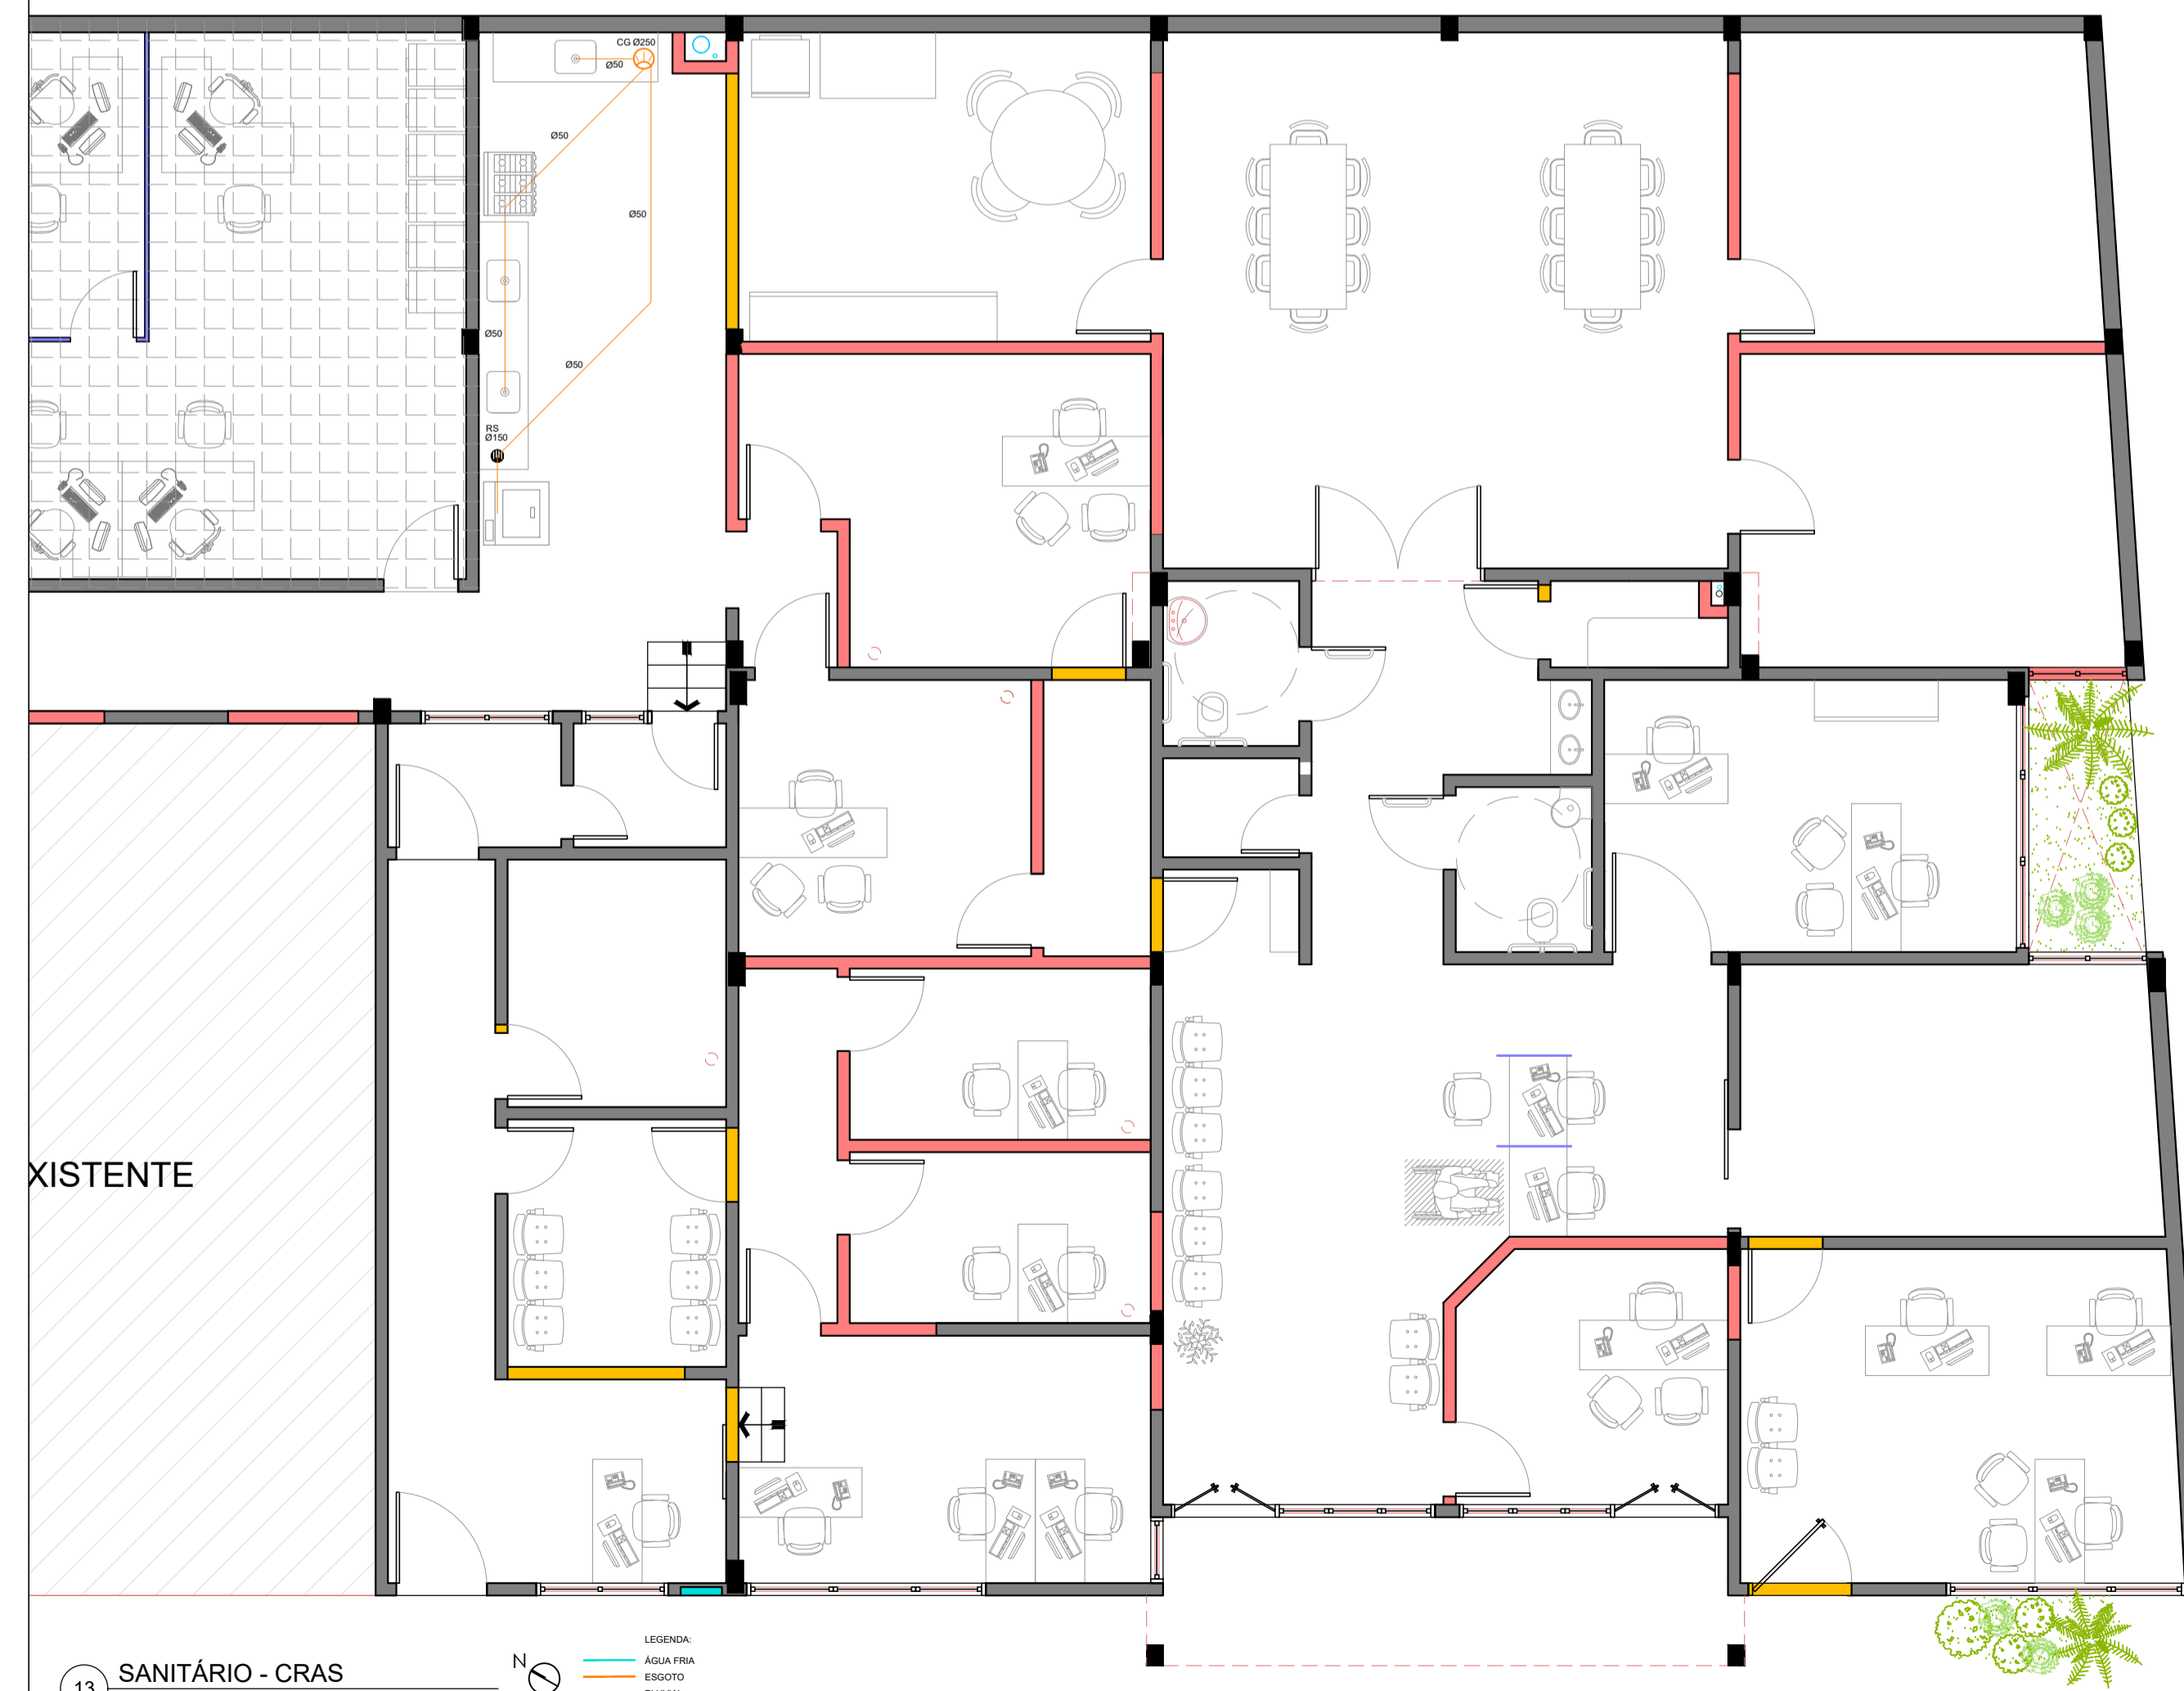 CG Ø250
Ø50
Ø50
Ø50
Ø50
Ø50
RS
Ø150
XISTENTE
LEGENDA:
ÁGUA FRIA
ESGOTO
N
13
SANITÁRIO - CRAS